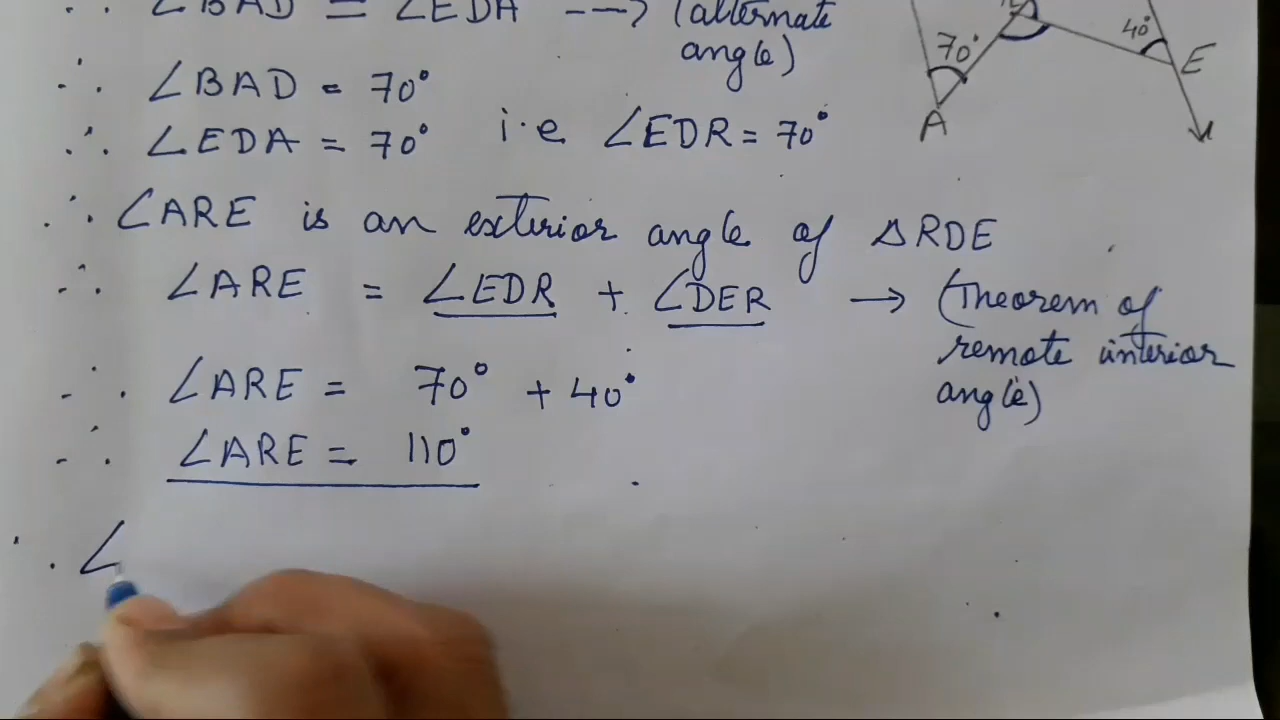 ∴ ∠BAD = ∠EDA ---> (alternate
angle)
∴ ∠BAD = 70°
∴ ∠EDA = 70° i.e ∠EDR = 70°
∴ ∠ARE is an exterior angle of △RDE
∴ ∠ARE = ∠EDR + ∠DER → (Theorem of
remote interior
angle)
∴ ∠ARE = 70° + 40°
∴ ∠ARE = 110°
∴ ∠
70°
A
40°
E